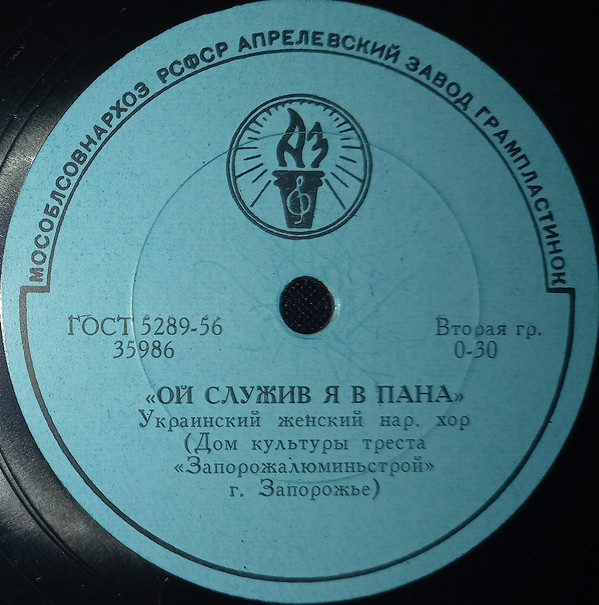 МОСОБЛСОВНАРХОЗ РСФСР АПРЕЛЕВСКИЙ ЗАВОД ГРАМПЛАСТИНОК
АЗ
ГОСТ 5289-56
35986
Вторая гр.
0-30
«ОЙ СЛУЖИВ Я В ПАНА»
Украинский женский нар. хор
(Дом культуры треста
«Запорожалюминьстрой»
г. Запорожье)